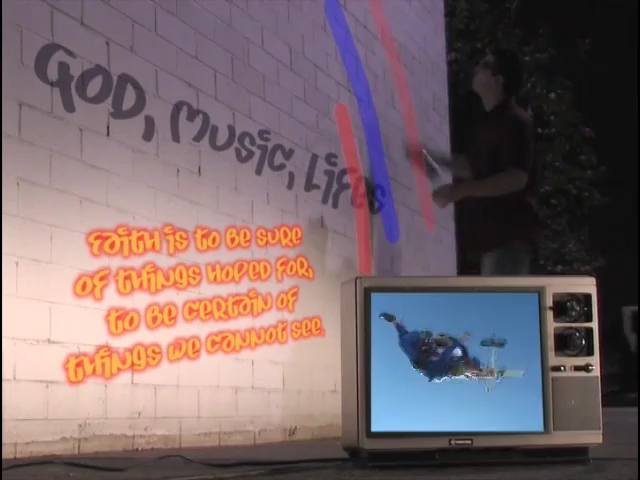 GOD, MUSIC, LIFES
FAITH IS TO BE SURE
OF THINGS HOPED FOR,
TO BE CERTAIN OF
THINGS WE CANNOT SEE.